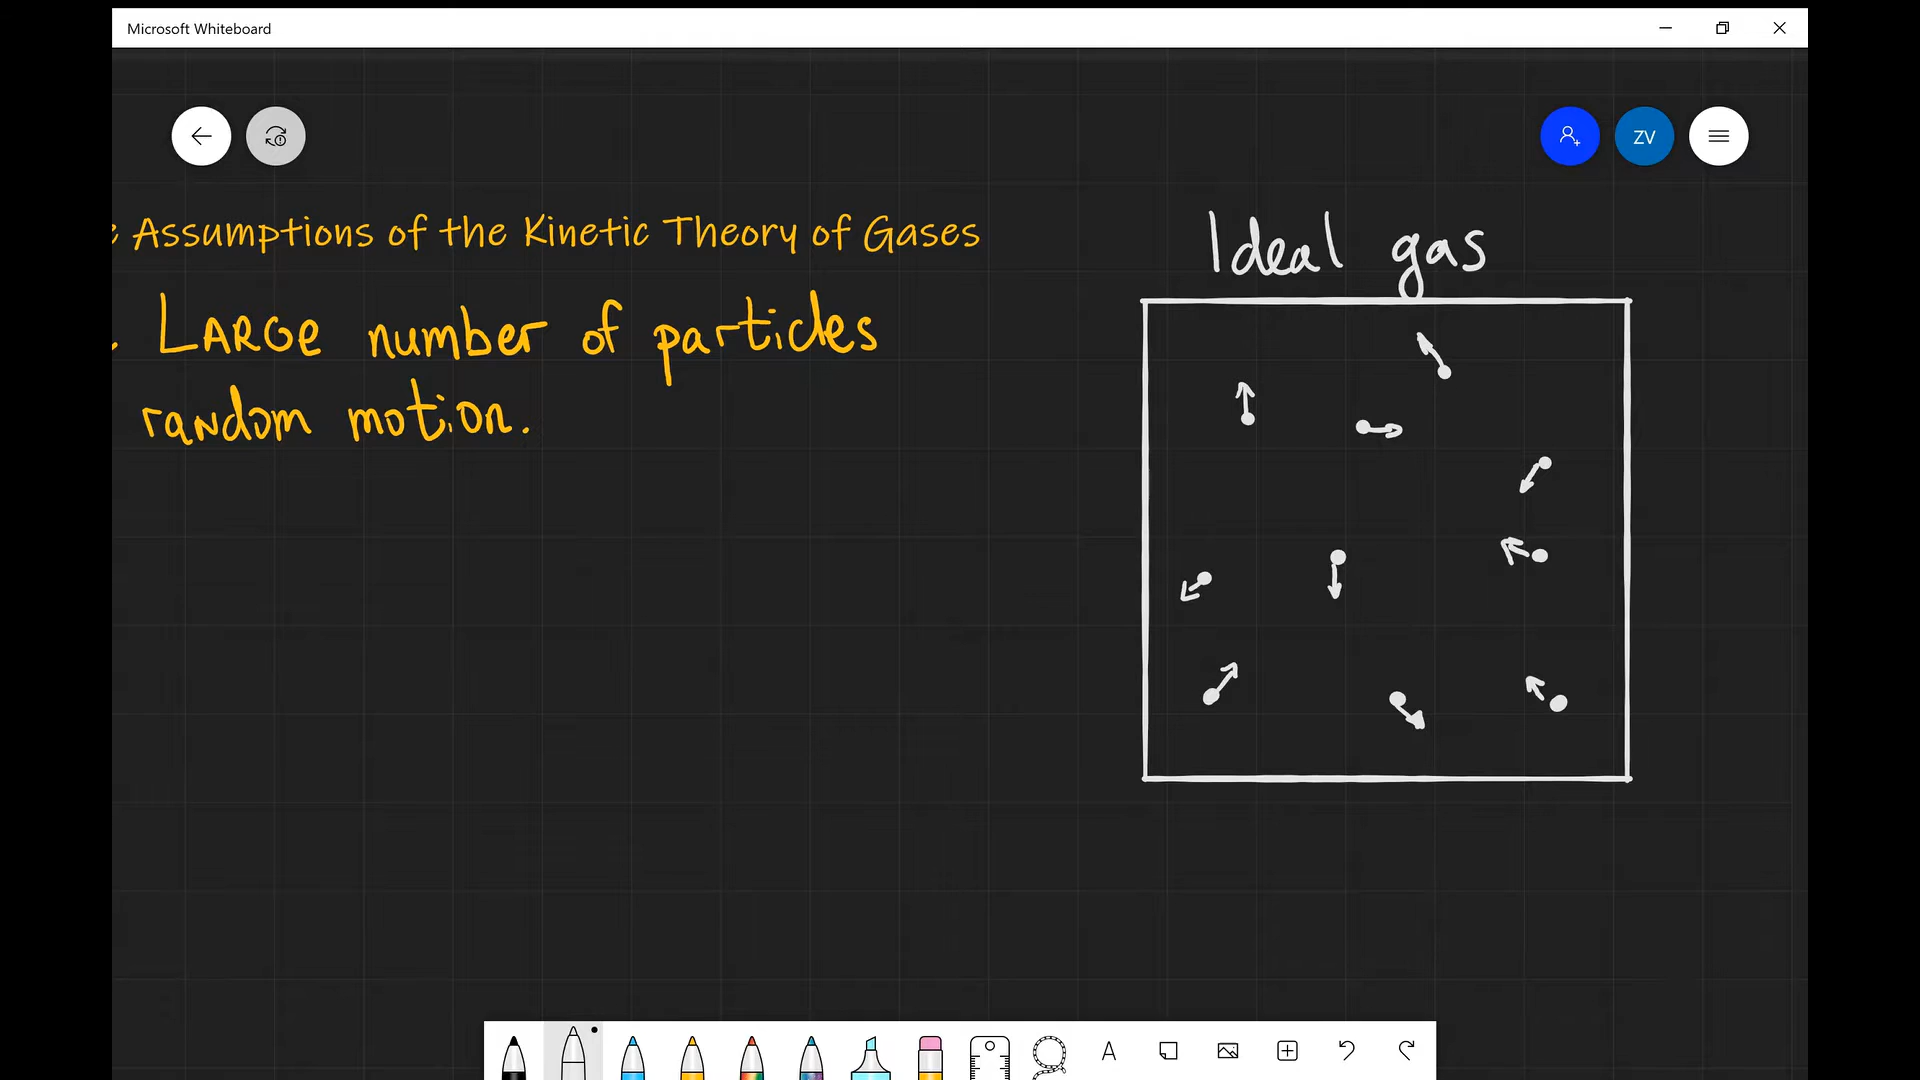 Microsoft Whiteboard
ZV
Assumptions of the Kinetic Theory of Gases
Ideal gas
LARGE number of particles
random motion.
A